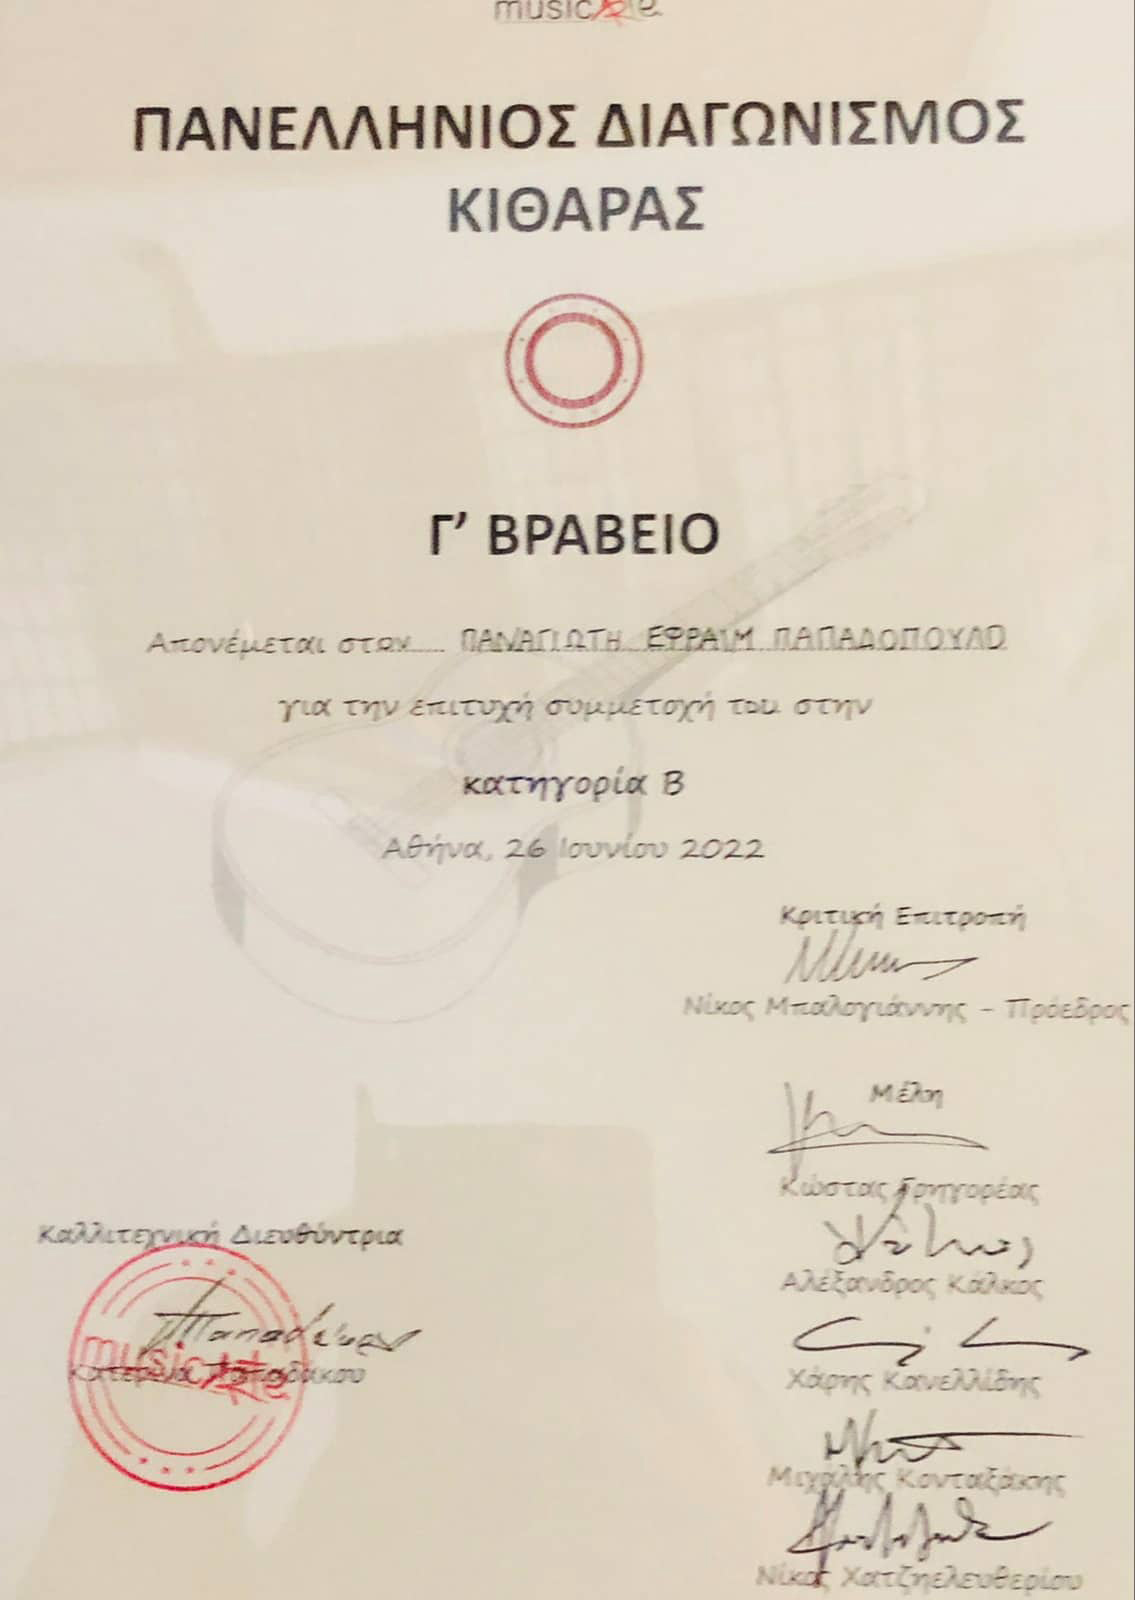 ΠΑΝΕΛΛΗΝΙΟΣ ΔΙΑΓΩΝΙΣΜΟΣ
ΚΙΘΑΡΑΣ
Γ’ ΒΡΑΒΕΙΟ
Απονέμεται στον.... ΠΑΝΑΓΙΩΤΗ ΕΦΡΑΙΜ ΠΑΠΑΔΟΠΟΥΛΟ
για την επιτυχή συμμετοχή του στην
κατηγορία Β
Αθήνα, 26 Ιουνίου 2022
Κριτική Επιτροπή
Νίκος Μπαλογιάννης - Πρόεδρος
Μέλη
Κώστας Γρηγορέας
Αλέξανδρος Κάλκος
Χάρης Κανελλίδης
Μιχάλης Κονταξάκης
Νίκος Χατζηελευθερίου
Καλλιτεχνική Διευθύντρια
Κατερίνα Παπαδάκου